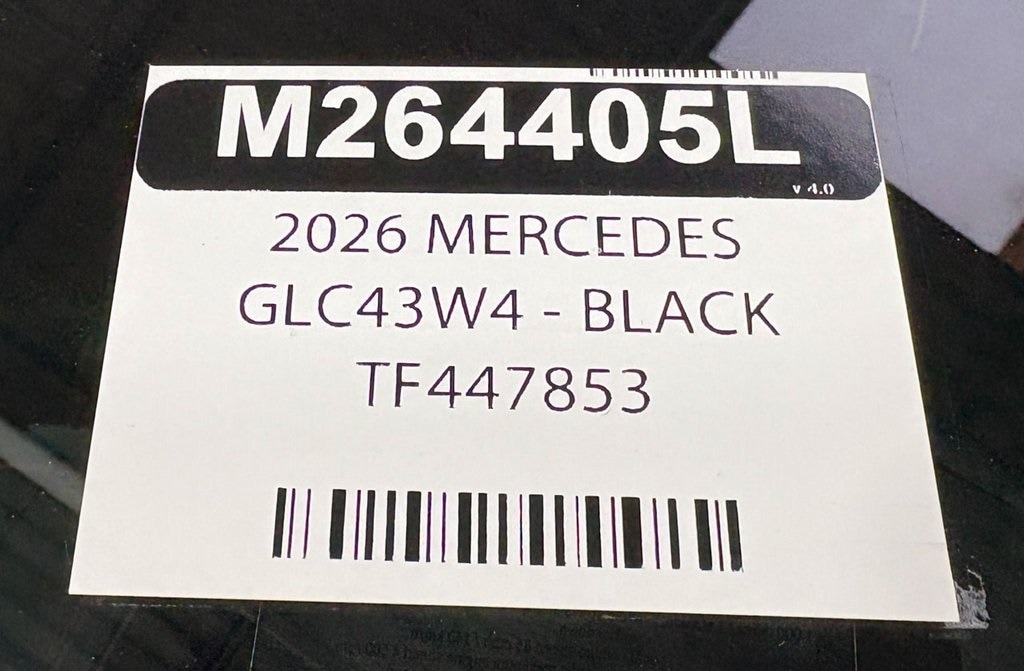 M264405L
v 4.0
2026 MERCEDES
GLC43W4 - BLACK
TF447853